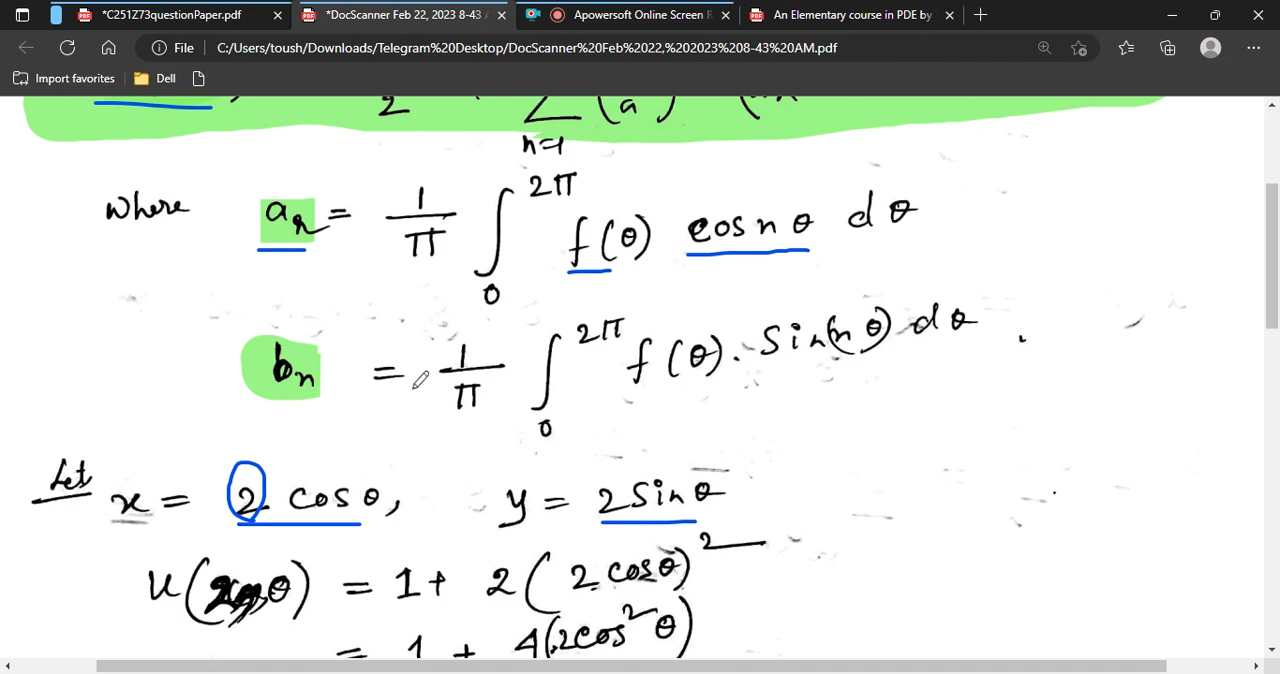 *C251Z73questionPaper.pdf
*DocScanner Feb 22, 2023 8-43 A
Apowersoft Online Screen R
An Elementary course in PDE by
File
C:/Users/toush/Downloads/Telegram%20Desktop/DocScanner%20Feb%2022,%202023%208-43%20AM.pdf
Import favorites
Dell
2 Σ (a) n=1
where aₙ = 1/π ∫₀^2π f(θ) cos nθ dθ
bₙ = 1/π ∫₀^2π f(θ). Sin(nθ) dθ.
Let x = 2 cosθ, y = 2 Sinθ
u(θ) = 1 + 2(2 cosθ)²
= 1 + 4(2cos²θ)